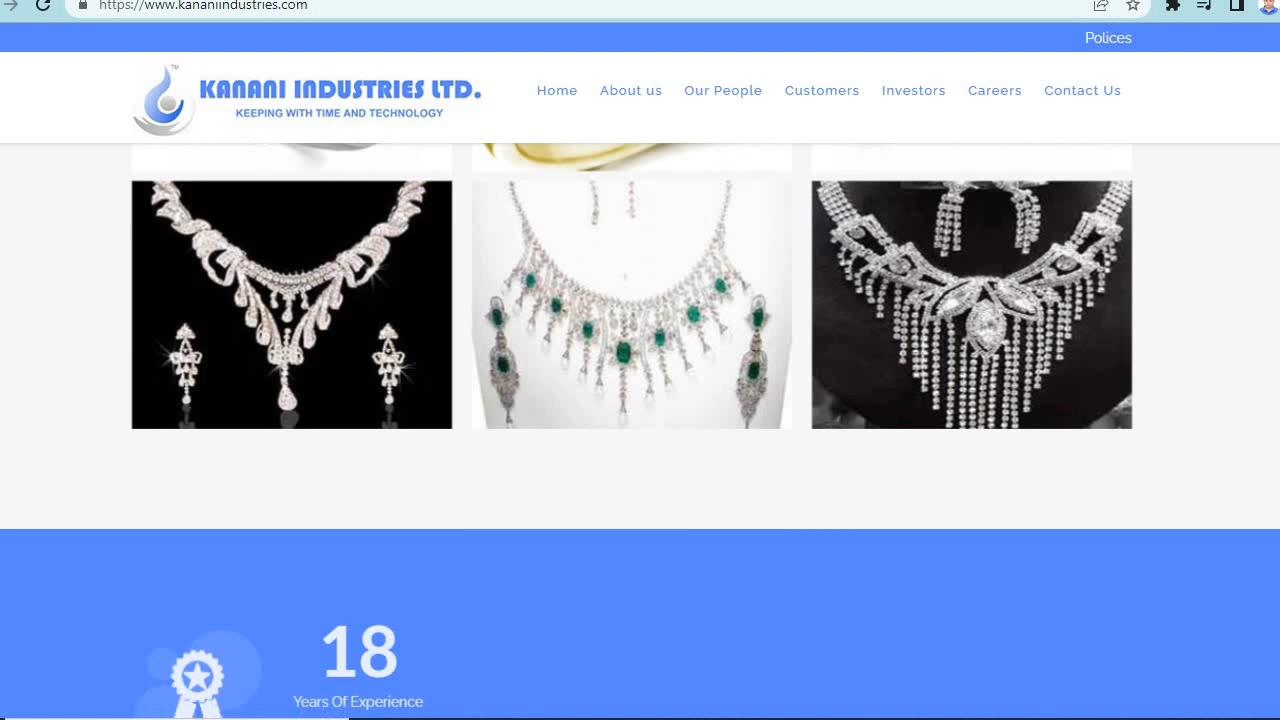 https://www.kananiindustries.com
Polices
TM
KANANI INDUSTRIES LTD.
KEEPING WITH TIME AND TECHNOLOGY
Home About us Our People Customers Investors Careers Contact Us
18
Years Of Experience